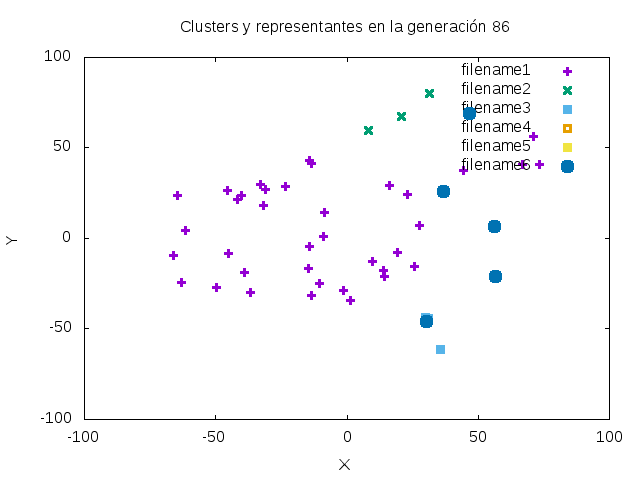 Clusters y representantes en la generación 86
100
50
0
-50
-100
-100
-50
0
50
100
Y
X
filename1
filename2
filename3
filename4
filename5
filename6